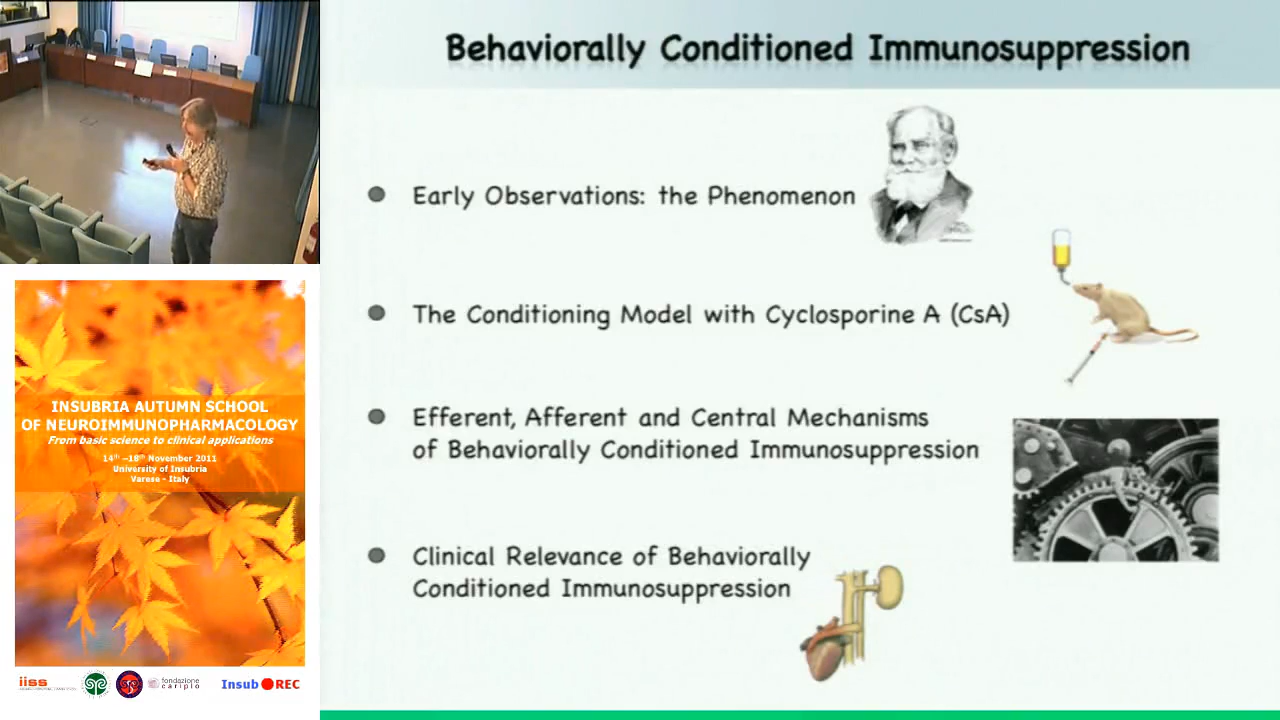 Behaviorally Conditioned Immunosuppression
Early Observations: the Phenomenon
The Conditioning Model with Cyclosporine A (CsA)
Efferent, Afferent and Central Mechanisms
of Behaviorally Conditioned Immunosuppression
Clinical Relevance of Behaviorally
Conditioned Immunosuppression
INSUBRIA AUTUMN SCHOOL
OF NEUROIMMUNOPHARMACOLOGY
From basic science to clinical applications
14th –18th November 2011
University of Insubria
Varese - Italy
iiss
fondazione
cariplo
Insub REC